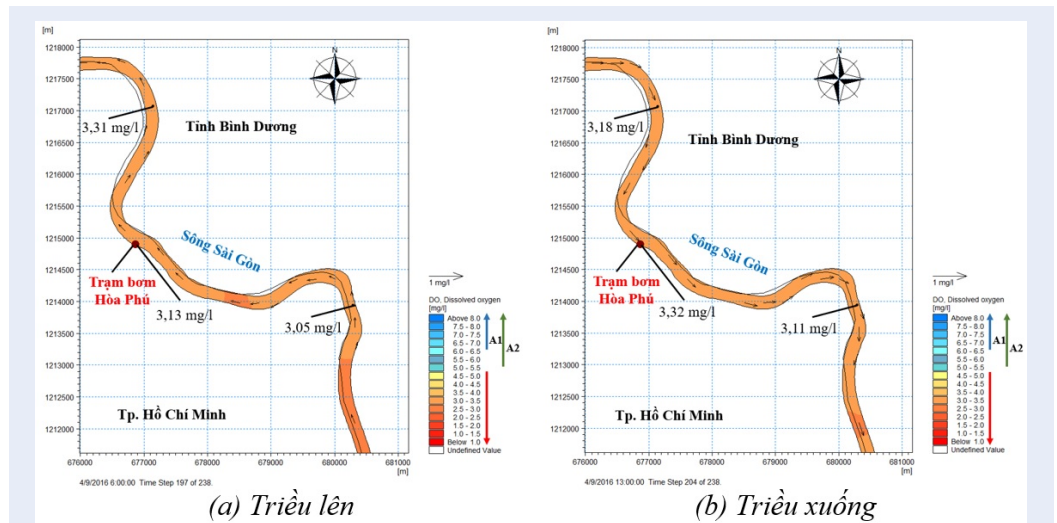 [m]
1218000
1217500
1217000
1216500
1216000
1215500
1215000
1214500
1214000
1213500
1213000
1212500
1212000
676000 677000 678000 679000 680000 681000
[m]
N
3,31 mg/l
Tỉnh Bình Dương
Sông Sài Gòn
Trạm bơm
Hòa Phú
3,13 mg/l
3,05 mg/l
Tp. Hồ Chí Minh
1 mg/l
DO. Dissolved oxygen
[mg/l]
Above 8.0
7.5 - 8.0
7.0 - 7.5
6.5 - 7.0
6.0 - 6.5
5.5 - 6.0
5.0 - 5.5
4.5 - 5.0
4.0 - 4.5
3.5 - 4.0
3.0 - 3.5
2.5 - 3.0
2.0 - 2.5
1.5 - 2.0
1.0 - 1.5
Below 1.0
Undefined Value
A1
A2
4/9/2016 6:00:00 Time Step 197 of 238.
(a) Triều lên
[m]
1218000
1217500
1217000
1216500
1216000
1215500
1215000
1214500
1214000
1213500
1213000
1212500
1212000
676000 677000 678000 679000 680000 681000
[m]
N
3,18 mg/l
Tỉnh Bình Dương
Sông Sài Gòn
Trạm bơm
Hòa Phú
3,32 mg/l
3,11 mg/l
Tp. Hồ Chí Minh
1 mg/l
DO. Dissolved oxygen
[mg/l]
Above 8.0
7.5 - 8.0
7.0 - 7.5
6.5 - 7.0
6.0 - 6.5
5.5 - 6.0
5.0 - 5.5
4.5 - 5.0
4.0 - 4.5
3.5 - 4.0
3.0 - 3.5
2.5 - 3.0
2.0 - 2.5
1.5 - 2.0
1.0 - 1.5
Below 1.0
Undefined Value
A1
A2
4/9/2016 13:00:00 Time Step 204 of 238.
(b) Triều xuống